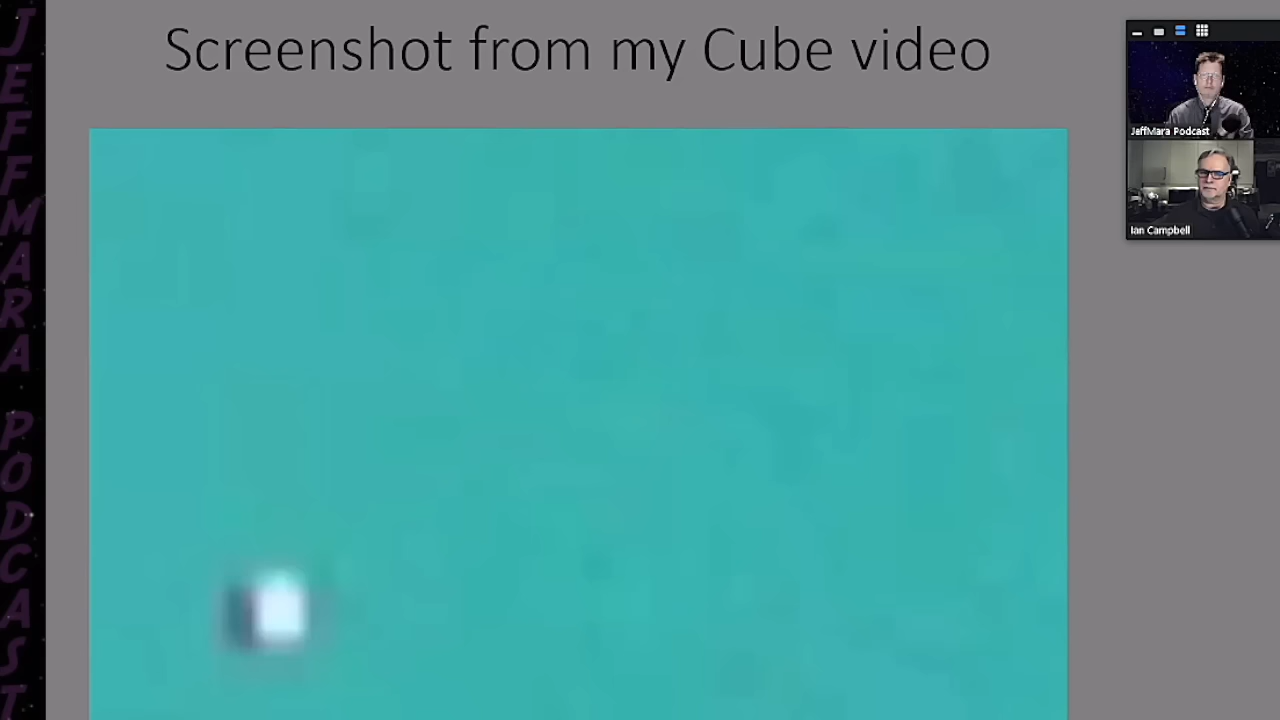 Screenshot from my Cube video
JEFFMARA PODCAST
JeffMara Podcast
Ian Campbell